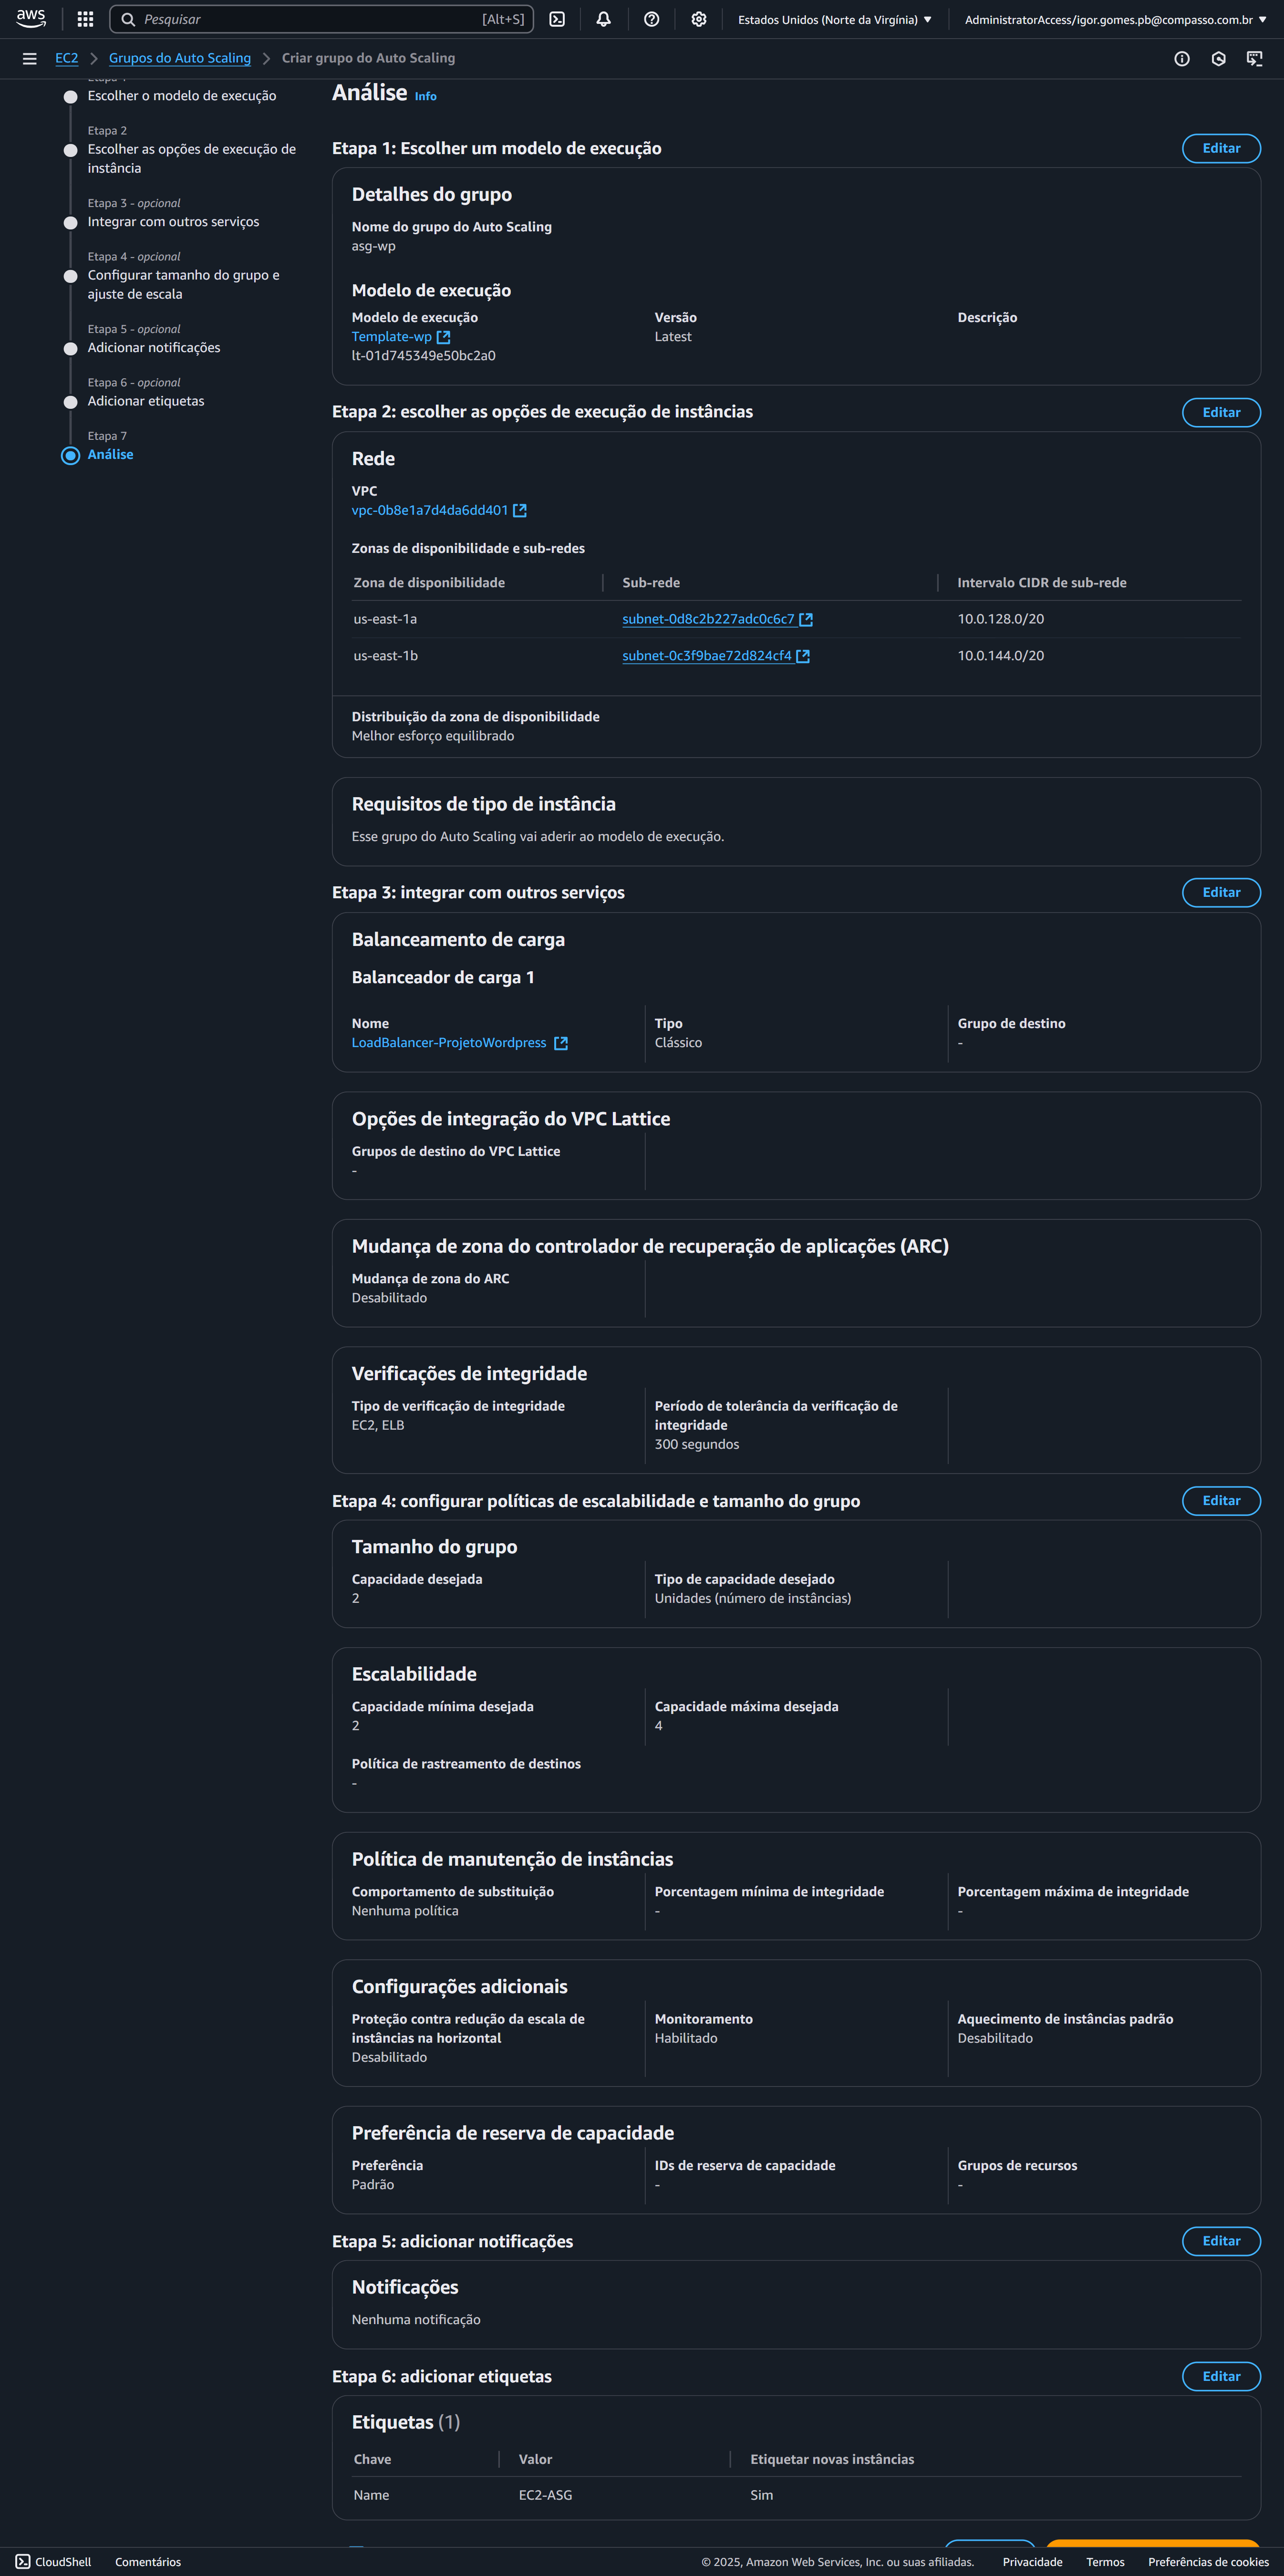 aws
Pesquisar
[Alt+S]
Estados Unidos (Norte da Virgínia)
AdministratorAccess/igor.gomes.pb@compasso.com.br
EC2
Grupos do Auto Scaling
Criar grupo do Auto Scaling
Escolher o modelo de execução
Etapa 2
Escolher as opções de execução de
instância
Etapa 3 - opcional
Integrar com outros serviços
Etapa 4 - opcional
Configurar tamanho do grupo e
ajuste de escala
Etapa 5 - opcional
Adicionar notificações
Etapa 6 - opcional
Adicionar etiquetas
Etapa 7
Análise
Análise Info
Etapa 1: Escolher um modelo de execução
Editar
Detalhes do grupo
Nome do grupo do Auto Scaling
asg-wp
Modelo de execução
Modelo de execução
Template-wp
lt-01d745349e50bc2a0
Versão
Latest
Descrição
Etapa 2: escolher as opções de execução de instâncias
Editar
Rede
VPC
vpc-0b8e1a7d4da6dd401
Zonas de disponibilidade e sub-redes
Zona de disponibilidade
Sub-rede
Intervalo CIDR de sub-rede
us-east-1a
subnet-0d8c2b227adc0c6c7
10.0.128.0/20
us-east-1b
subnet-0c3f9bae72d824cf4
10.0.144.0/20
Distribuição da zona de disponibilidade
Melhor esforço equilibrado
Requisitos de tipo de instância
Esse grupo do Auto Scaling vai aderir ao modelo de execução.
Etapa 3: integrar com outros serviços
Editar
Balanceamento de carga
Balanceador de carga 1
Nome
LoadBalancer-ProjetoWordpress
Tipo
Clássico
Grupo de destino
-
Opções de integração do VPC Lattice
Grupos de destino do VPC Lattice
-
Mudança de zona do controlador de recuperação de aplicações (ARC)
Mudança de zona do ARC
Desabilitado
Verificações de integridade
Tipo de verificação de integridade
EC2, ELB
Período de tolerância da verificação de
integridade
300 segundos
Etapa 4: configurar políticas de escalabilidade e tamanho do grupo
Editar
Tamanho do grupo
Capacidade desejada
2
Tipo de capacidade desejado
Unidades (número de instâncias)
Escalabilidade
Capacidade mínima desejada
2
Capacidade máxima desejada
4
Política de rastreamento de destinos
-
Política de manutenção de instâncias
Comportamento de substituição
Nenhuma política
Porcentagem mínima de integridade
-
Porcentagem máxima de integridade
-
Configurações adicionais
Proteção contra redução da escala de
instâncias na horizontal
Desabilitado
Monitoramento
Habilitado
Aquecimento de instâncias padrão
Desabilitado
Preferência de reserva de capacidade
Preferência
Padrão
IDs de reserva de capacidade
-
Grupos de recursos
-
Etapa 5: adicionar notificações
Editar
Notificações
Nenhuma notificação
Etapa 6: adicionar etiquetas
Editar
Etiquetas (1)
Chave
Valor
Etiquetar novas instâncias
Name
EC2-ASG
Sim
CloudShell
Comentários
© 2025, Amazon Web Services, Inc. ou suas afiliadas.
Privacidade
Termos
Preferências de cookies